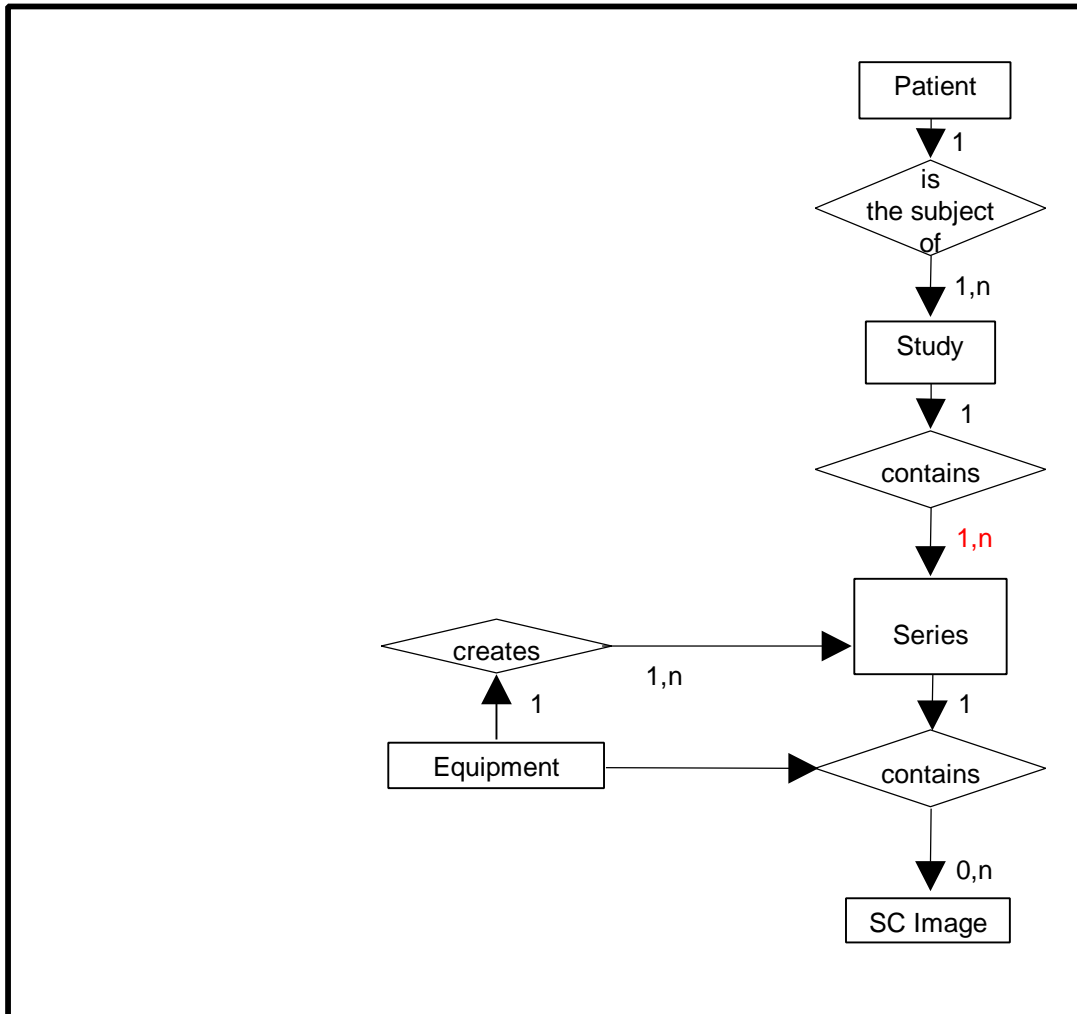 Patient
1
is
the subject
of
1,n
Study
1
contains
1,n
Series
creates
1,n
1
1
Equipment
contains
0,n
SC Image